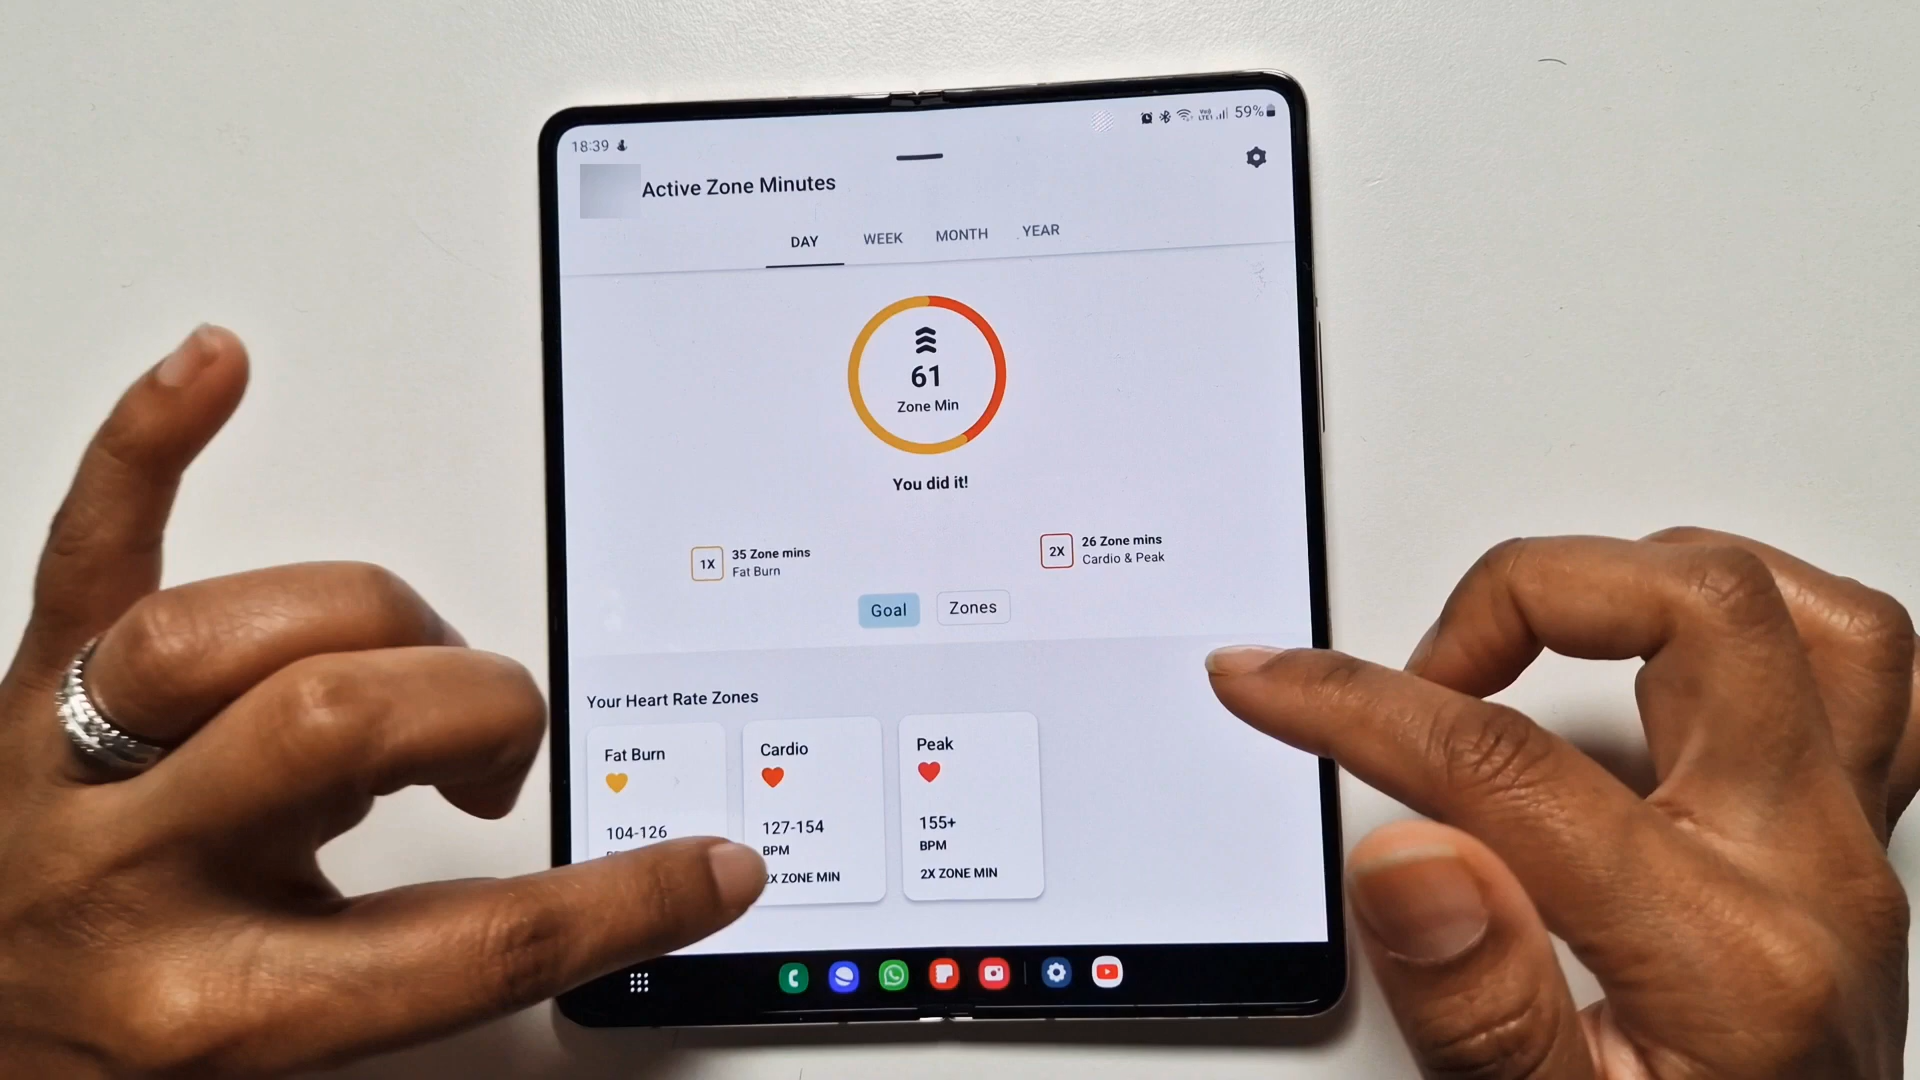 18:39
59%
Active Zone Minutes
DAY WEEK MONTH YEAR
61
Zone Min
You did it!
1X
35 Zone mins
Fat Burn
2X
26 Zone mins
Cardio & Peak
Goal Zones
Your Heart Rate Zones
Fat Burn
104-126
Cardio
127-154
BPM
2X ZONE MIN
Peak
155+
BPM
2X ZONE MIN